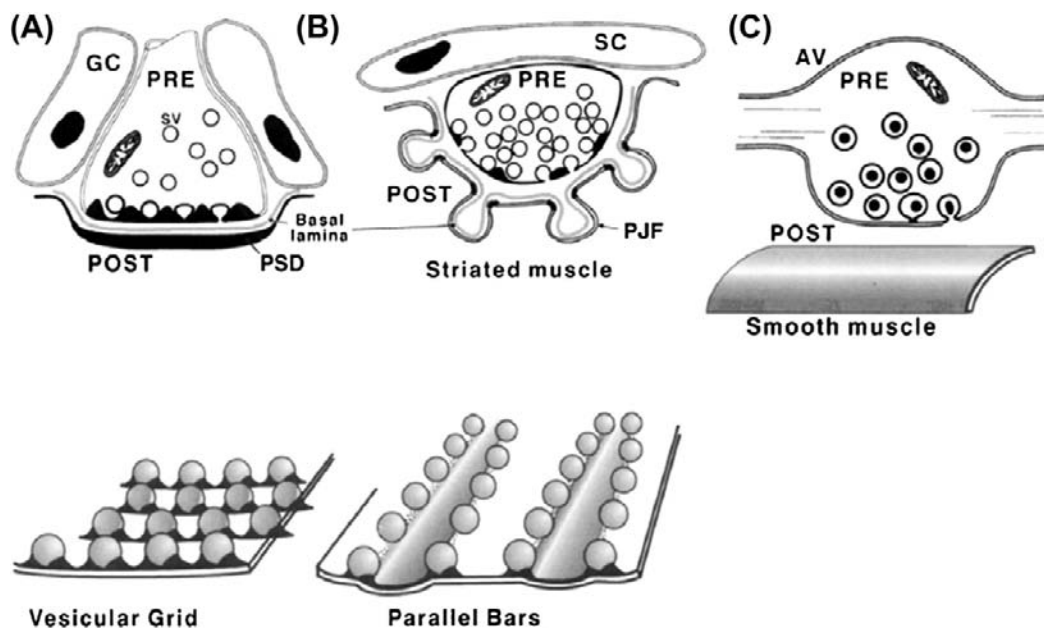 (A)
GC
PRE
SV
Basal
lamina
POST
PSD
(B)
SC
PRE
POST
PJF
Striated muscle
(C)
AV
PRE
POST
Smooth muscle
Vesicular Grid
Parallel Bars